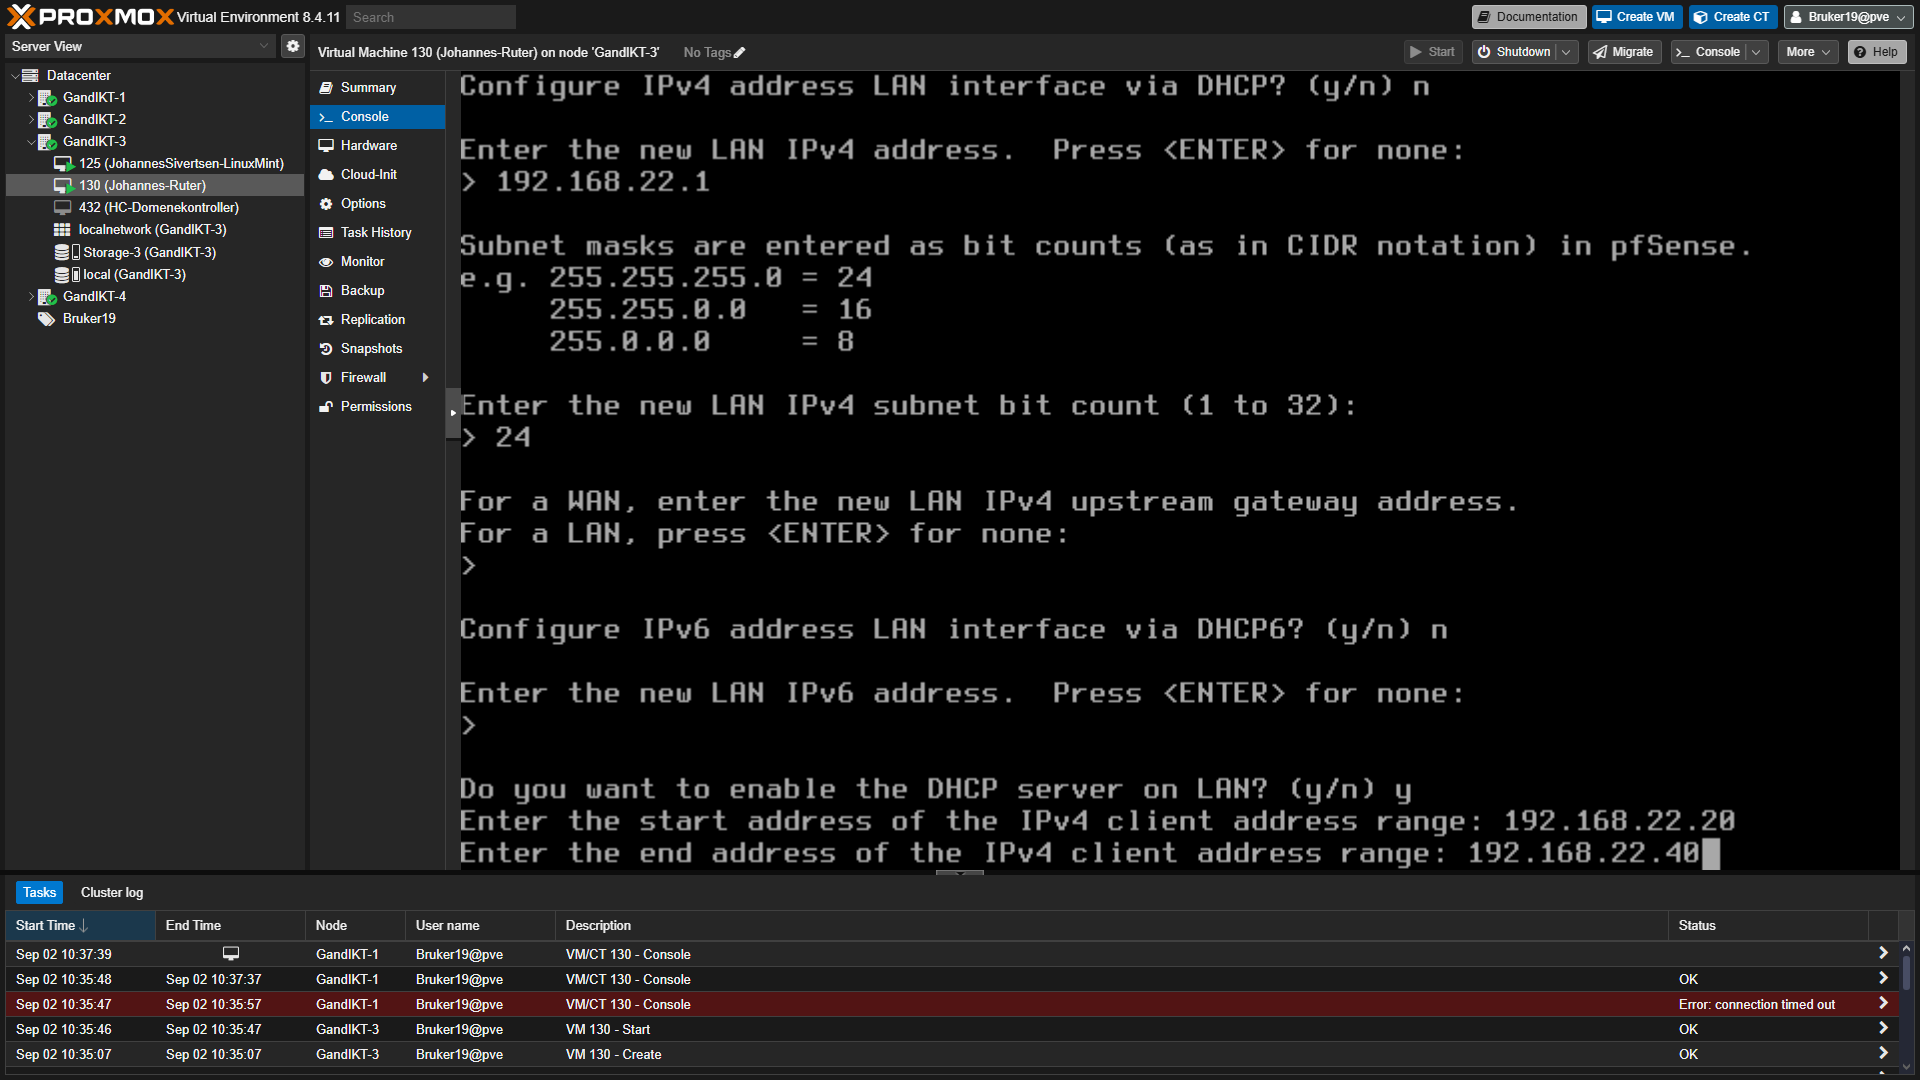 PROXMOX Virtual Environment 8.4.11 Search Documentation Create VM Create CT Bruker19@pve
Server View
Virtual Machine 130 (Johannes-Ruter) on node 'GandIKT-3' No Tags Start Shutdown Migrate Console More Help
Datacenter
GandIKT-1
GandIKT-2
GandIKT-3
125 (JohannesSivertsen-LinuxMint)
130 (Johannes-Ruter)
432 (HC-Domenekontroller)
localnetwork (GandIKT-3)
Storage-3 (GandIKT-3)
local (GandIKT-3)
GandIKT-4
Bruker19
Summary
Console
Hardware
Cloud-Init
Options
Task History
Monitor
Backup
Replication
Snapshots
Firewall
Permissions
Configure IPv4 address LAN interface via DHCP? (y/n) n
Enter the new LAN IPv4 address.  Press <ENTER> for none:
> 192.168.22.1
Subnet masks are entered as bit counts (as in CIDR notation) in pfSense.
e.g. 255.255.255.0 = 24
255.255.0.0   = 16
255.0.0.0     = 8
Enter the new LAN IPv4 subnet bit count (1 to 32):
> 24
For a WAN, enter the new LAN IPv4 upstream gateway address.
For a LAN, press <ENTER> for none:
>
Configure IPv6 address LAN interface via DHCP6? (y/n) n
Enter the new LAN IPv6 address.  Press <ENTER> for none:
>
Do you want to enable the DHCP server on LAN? (y/n) y
Enter the start address of the IPv4 client address range: 192.168.22.20
Enter the end address of the IPv4 client address range: 192.168.22.40
Tasks Cluster log
Start Time End Time Node User name Description Status
Sep 02 10:37:39 GandIKT-1 Bruker19@pve VM/CT 130 - Console
Sep 02 10:35:48 Sep 02 10:37:37 GandIKT-1 Bruker19@pve VM/CT 130 - Console OK
Sep 02 10:35:47 Sep 02 10:35:57 GandIKT-1 Bruker19@pve VM/CT 130 - Console Error: connection timed out
Sep 02 10:35:46 Sep 02 10:35:47 GandIKT-3 Bruker19@pve VM 130 - Start OK
Sep 02 10:35:07 Sep 02 10:35:07 GandIKT-3 Bruker19@pve VM 130 - Create OK